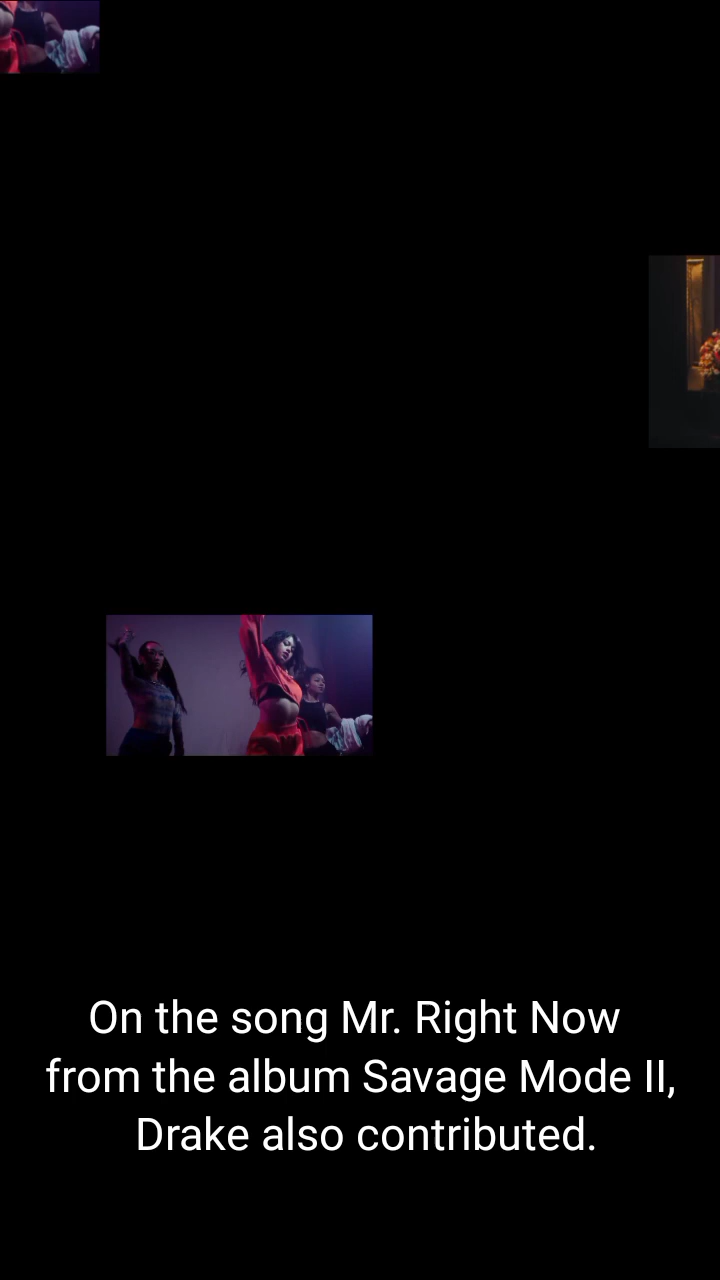 On the song Mr. Right Now
from the album Savage Mode II,
Drake also contributed.